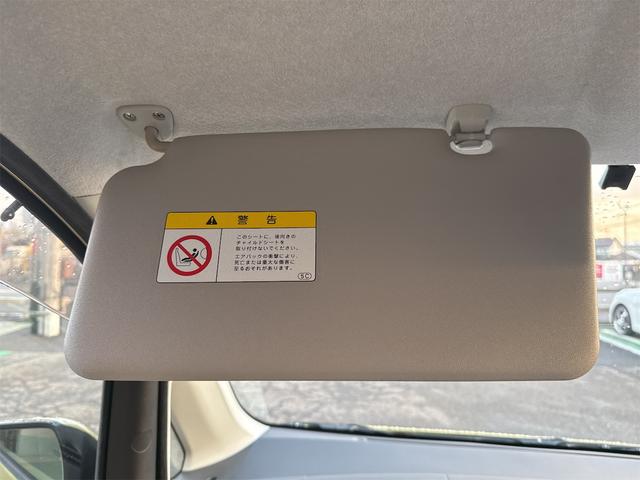 警告
このシートに、後向きの
チャイルドシートを
取り付けないでください。
エアバックの衝撃により、
死亡または重大な傷害に
至るおそれがあります。
5C